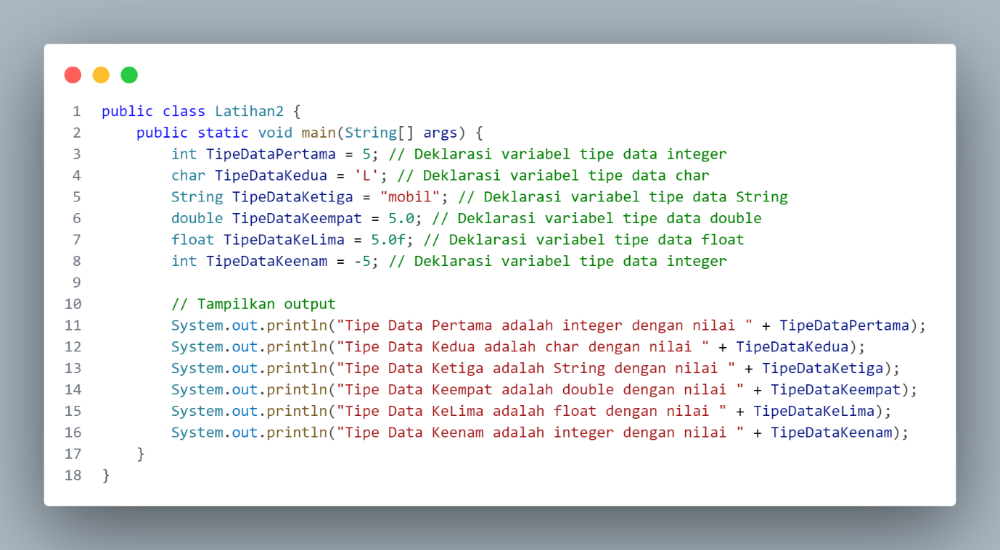 1 public class Latihan2 {
2     public static void main(String[] args) {
3         int TipeDataPertama = 5; // Deklarasi variabel tipe data integer
4         char TipeDataKedua = 'L'; // Deklarasi variabel tipe data char
5         String TipeDataKetiga = "mobil"; // Deklarasi variabel tipe data String
6         double TipeDataKeempat = 5.0; // Deklarasi variabel tipe data double
7         float TipeDataKeLima = 5.0f; // Deklarasi variabel tipe data float
8         int TipeDataKeenam = -5; // Deklarasi variabel tipe data integer
9
10         // Tampilkan output
11         System.out.println("Tipe Data Pertama adalah integer dengan nilai " + TipeDataPertama);
12         System.out.println("Tipe Data Kedua adalah char dengan nilai " + TipeDataKedua);
13         System.out.println("Tipe Data Ketiga adalah String dengan nilai " + TipeDataKetiga);
14         System.out.println("Tipe Data Keempat adalah double dengan nilai " + TipeDataKeempat);
15         System.out.println("Tipe Data KeLima adalah float dengan nilai " + TipeDataKeLima);
16         System.out.println("Tipe Data Keenam adalah integer dengan nilai " + TipeDataKeenam);
17     }
18 }